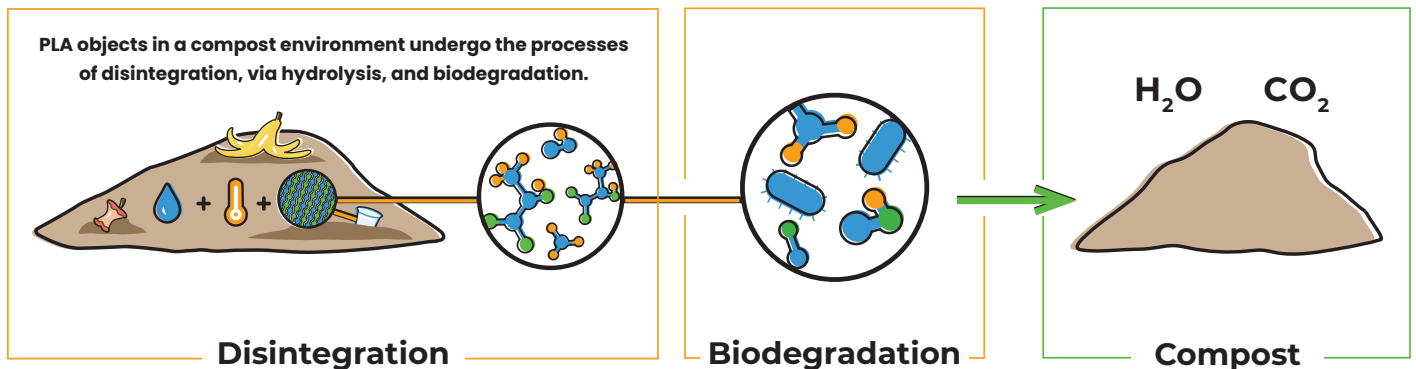 PLA objects in a compost environment undergo the processes
of disintegration, via hydrolysis, and biodegradation.
+ +
H₂O CO₂
Disintegration
Biodegradation
Compost